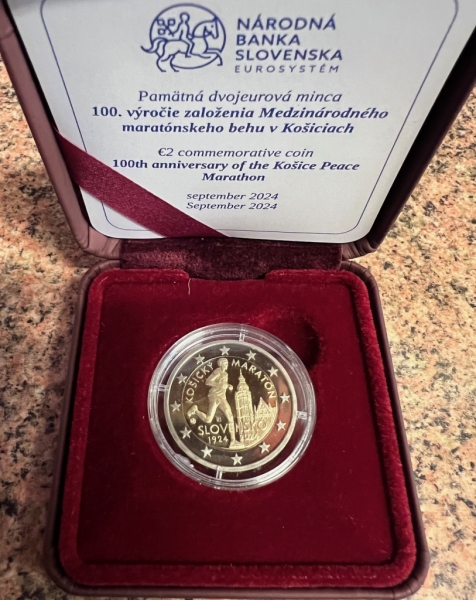 NÁRODNÁ
BANKA
SLOVENSKA
EUROSYSTÉM
Pamätná dvojeurová minca
100. výročie založenia Medzinárodného
maratónskeho behu v Košiciach
€2 commemorative coin
100th anniversary of the Košice Peace
Marathon
september 2024
September 2024
KOŠICKÝ MARATÓN
SLOVENSKO
1924